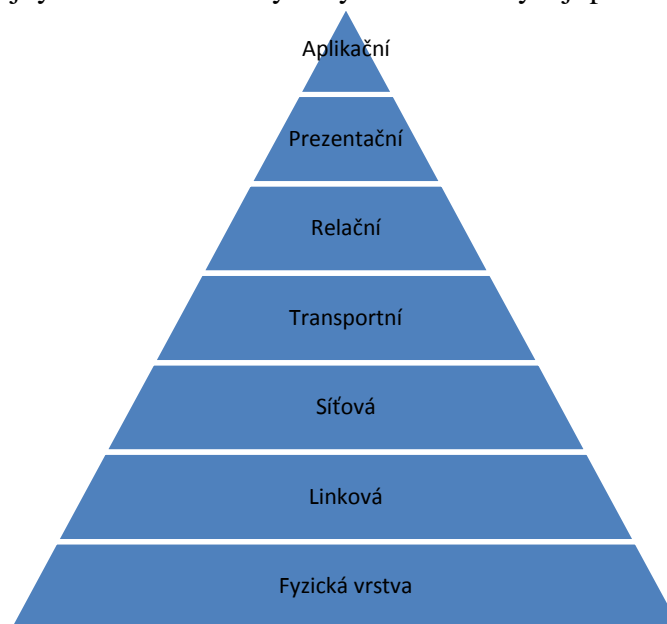 Aplikační
Prezentační
Relační
Transportní
Síťová
Linková
Fyzická vrstva